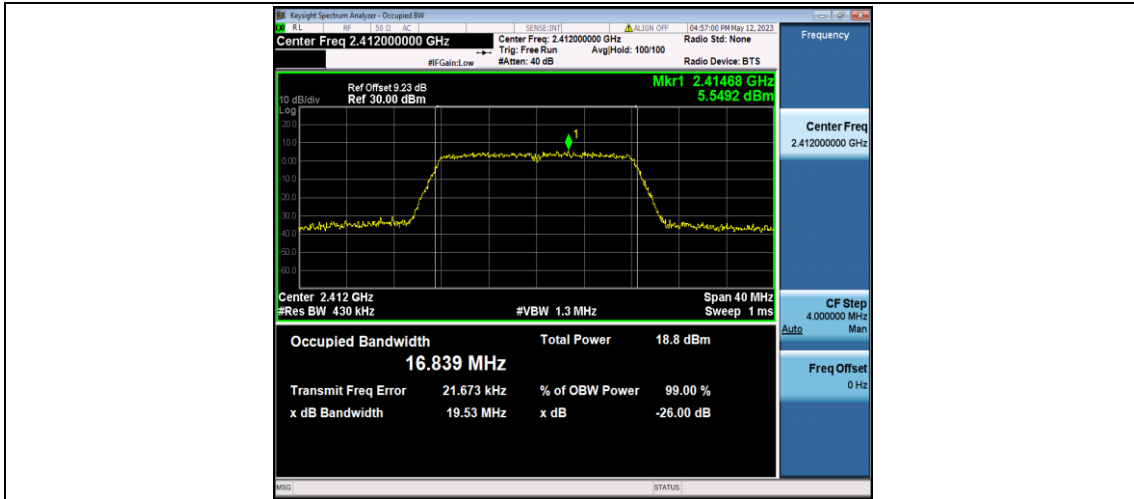 Keysight Spectrum Analyzer - Occupied BW
RL RF 50 Ω AC SENSE:INT ALIGN OFF 04:57:00 PM May 12, 2023
Center Freq 2.412000000 GHz Center Freq: 2.412000000 GHz Radio Std: None
Trig: Free Run Avg|Hold: 100/100
#IFGain:Low #Atten: 40 dB Radio Device: BTS
Frequency
Mkr1 2.41468 GHz
5.5492 dBm
Ref Offset 9.23 dB
10 dB/div Ref 30.00 dBm
Log
20.0
10.0
0.00
-10.0
-20.0
-30.0
-40.0
-50.0
-60.0
1
Center 2.412 GHz Span 40 MHz
#Res BW 430 kHz #VBW 1.3 MHz Sweep 1 ms
Occupied Bandwidth Total Power 18.8 dBm
16.839 MHz
Transmit Freq Error 21.673 kHz % of OBW Power 99.00 %
x dB Bandwidth 19.53 MHz x dB -26.00 dB
Center Freq
2.412000000 GHz
CF Step
4.000000 MHz
Auto Man
Freq Offset
0 Hz
MSG STATUS